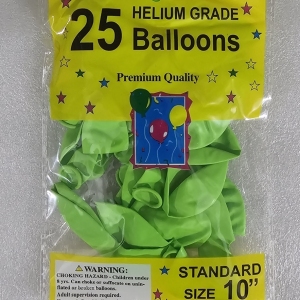 25 HELIUM GRADE
Balloons
Premium Quality
WARNING:
CHOKING HAZARD - Children under
8 yrs. Can choke or suffocate on unin-
flated or broken balloons.
Adult supervision required.
STANDARD
SIZE 10"